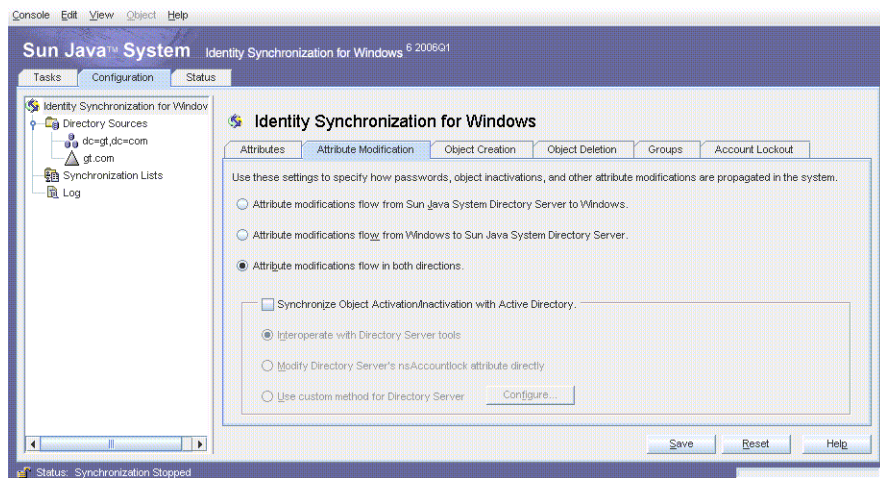 Console Edit View Object Help
Sun Java™ System Identity Synchronization for Windows 6 2006Q1
Tasks Configuration Status
Identity Synchronization for Window
Directory Sources
dc=gt,dc=com
gt.com
Synchronization Lists
Log
Identity Synchronization for Windows
Attributes Attribute Modification Object Creation Object Deletion Groups Account Lockout
Use these settings to specify how passwords, object inactivations, and other attribute modifications are propagated in the system.
Attribute modifications flow from Sun Java System Directory Server to Windows.
Attribute modifications flow from Windows to Sun Java System Directory Server.
Attribute modifications flow in both directions.
Synchronize Object Activation/Inactivation with Active Directory.
Interoperate with Directory Server tools
Modify Directory Server's nsAccountlock attribute directly
Use custom method for Directory Server Configure...
Save Reset Help
Status: Synchronization Stopped